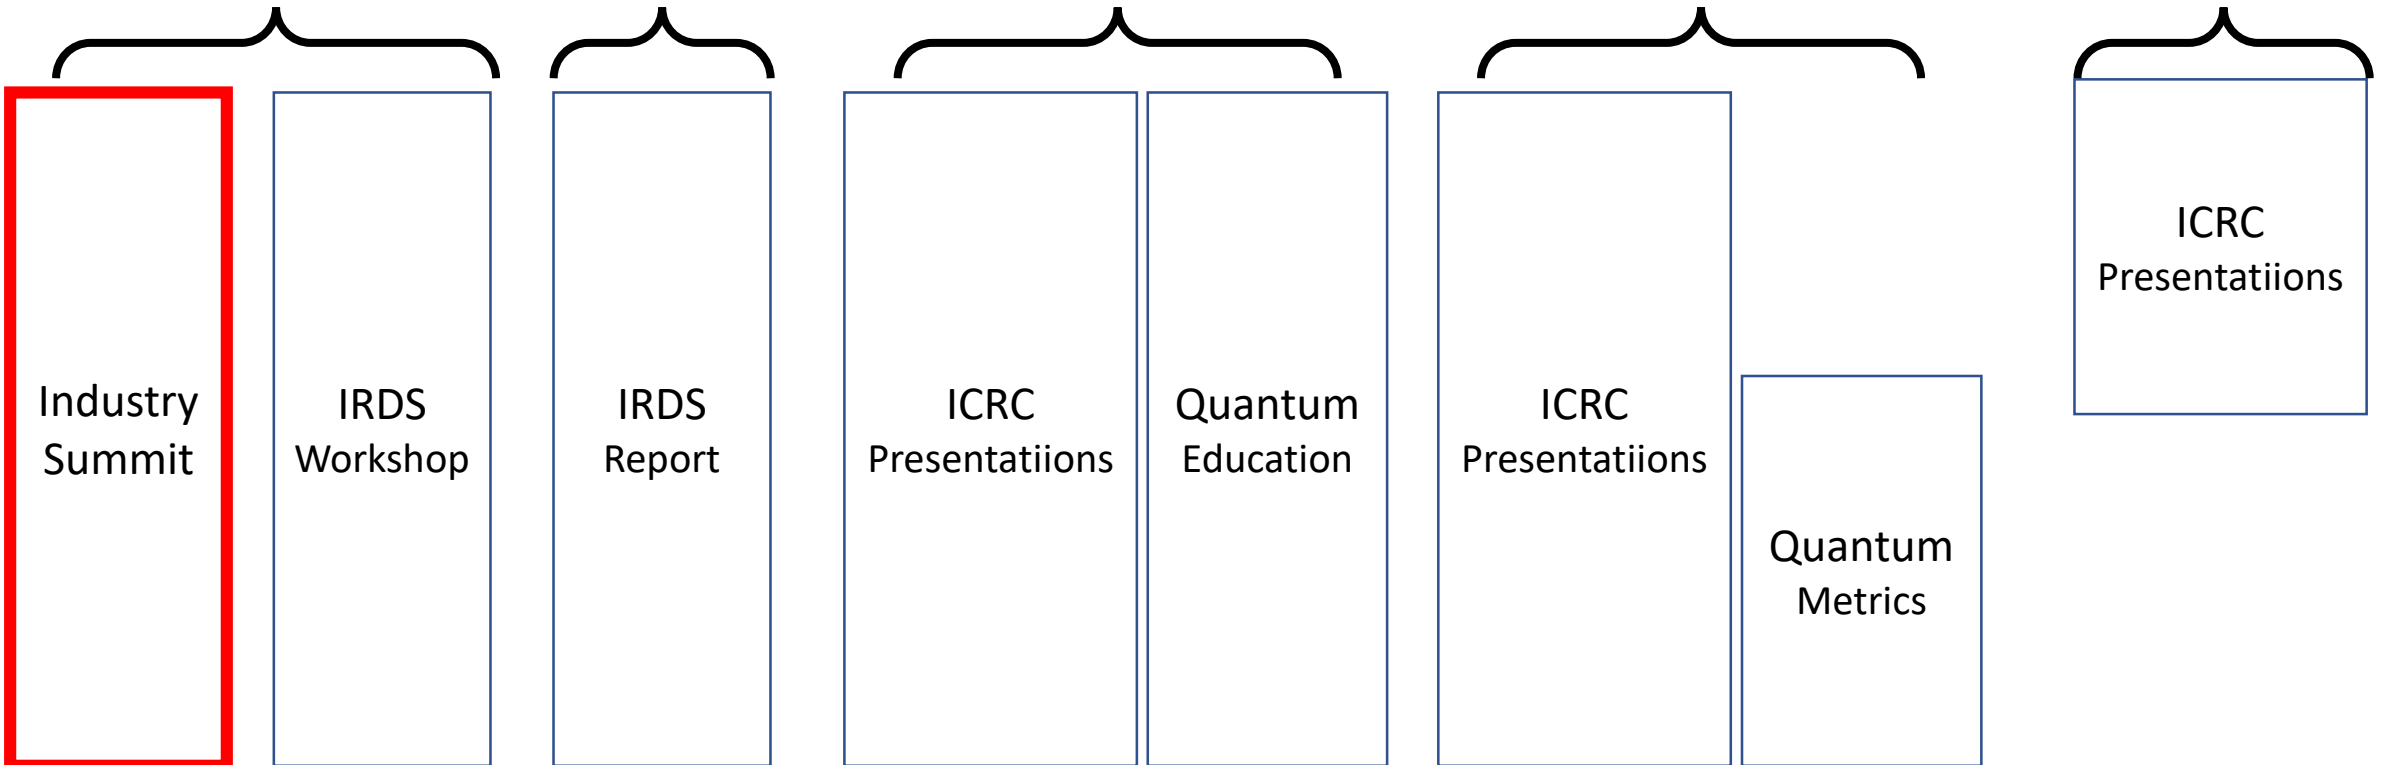 Industry
Summit
IRDS
Workshop
IRDS
Report
ICRC
Presentatiions
Quantum
Education
ICRC
Presentatiions
Quantum
Metrics
ICRC
Presentatiions